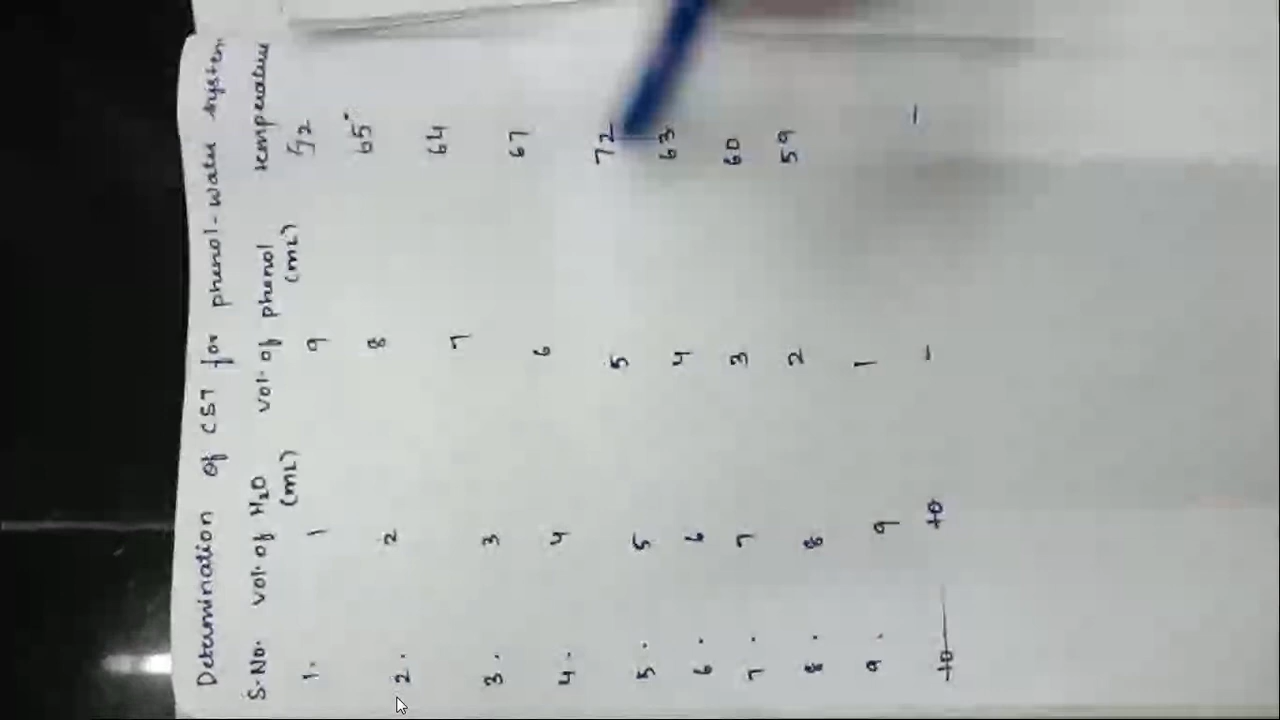 Determination of CST for phenol-water system
S.No. vol. of H2O (mL) vol. of phenol (mL) temperature
1. 1 9 52
2. 2 8 65
3. 3 7 64
4. 4 6 67
5. 5 5 72
6. 6 4 63
7. 7 3 60
8. 8 2 59
9. 9 1
10 10 - -